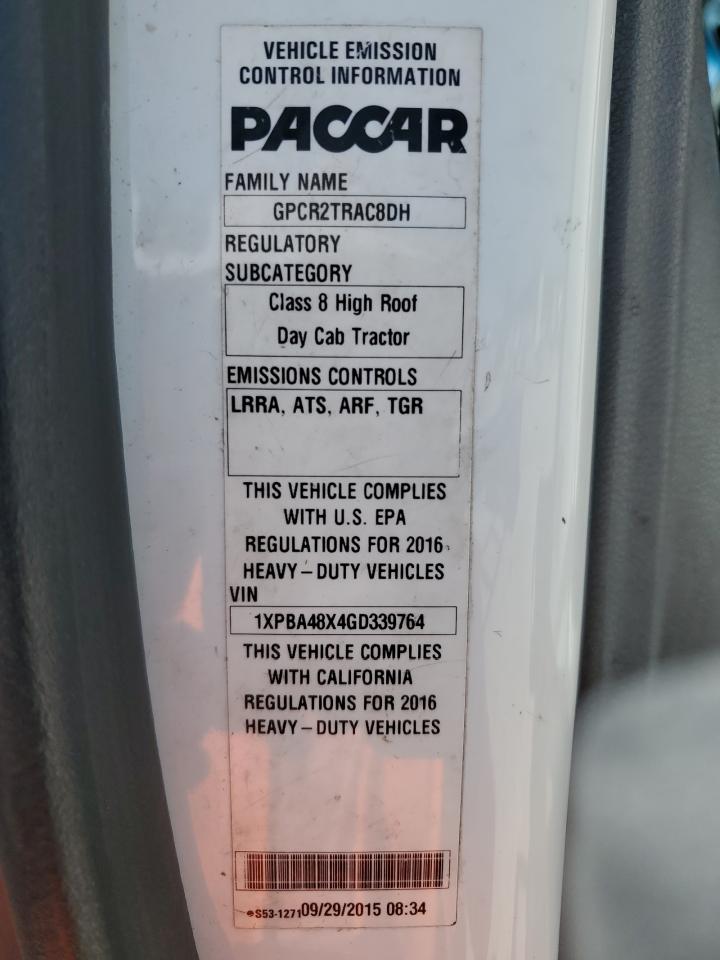 VEHICLE EMISSION
CONTROL INFORMATION
PACCAR
FAMILY NAME
GPCR2TRAC8DH
REGULATORY
SUBCATEGORY
Class 8 High Roof
Day Cab Tractor
EMISSIONS CONTROLS
LRRA, ATS, ARF, TGR
THIS VEHICLE COMPLIES
WITH U.S. EPA
REGULATIONS FOR 2016
HEAVY-DUTY VEHICLES
VIN
1XPBA48X4GD339764
THIS VEHICLE COMPLIES
WITH CALIFORNIA
REGULATIONS FOR 2016
HEAVY-DUTY VEHICLES
S53-1271 09/29/2015 08:34